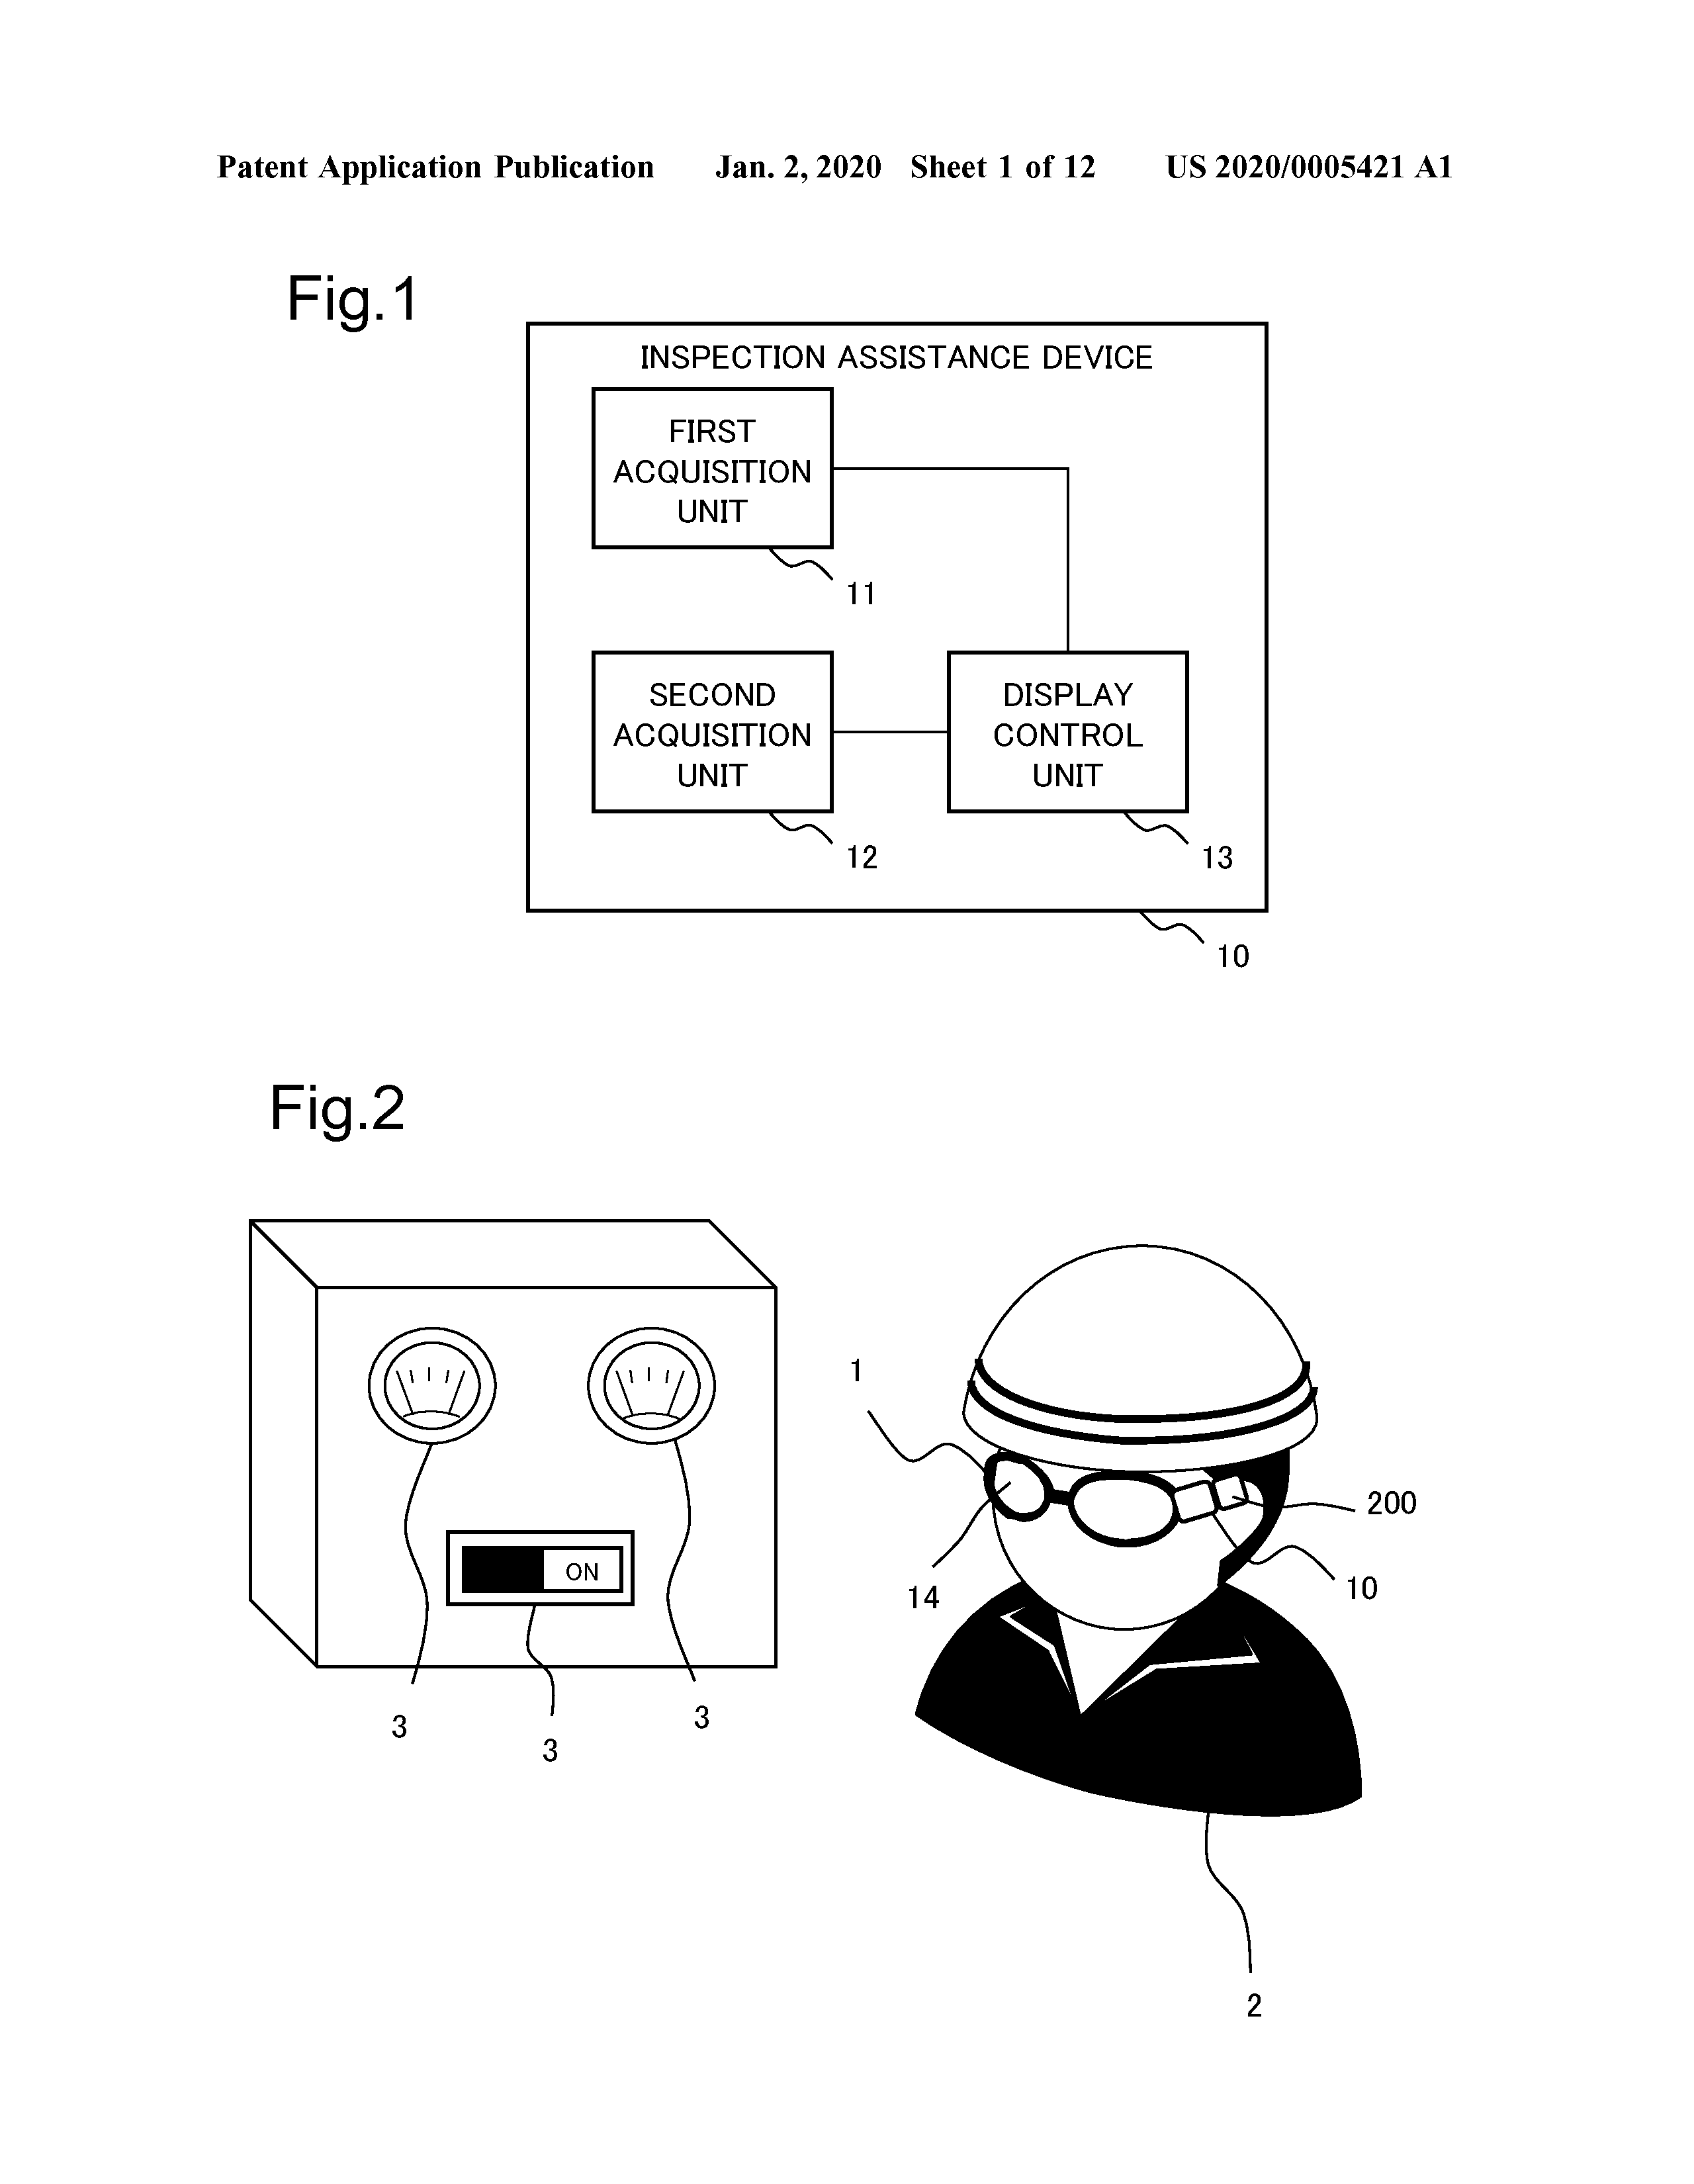 Patent Application Publication Jan. 2, 2020 Sheet 1 of 12 US 2020/0005421 A1
Fig.1
INSPECTION ASSISTANCE DEVICE
FIRST
ACQUISITION
UNIT
11
SECOND
ACQUISITION
UNIT
12
DISPLAY
CONTROL
UNIT
13
10
Fig.2
ON
3
3
3
1
14
200
10
2